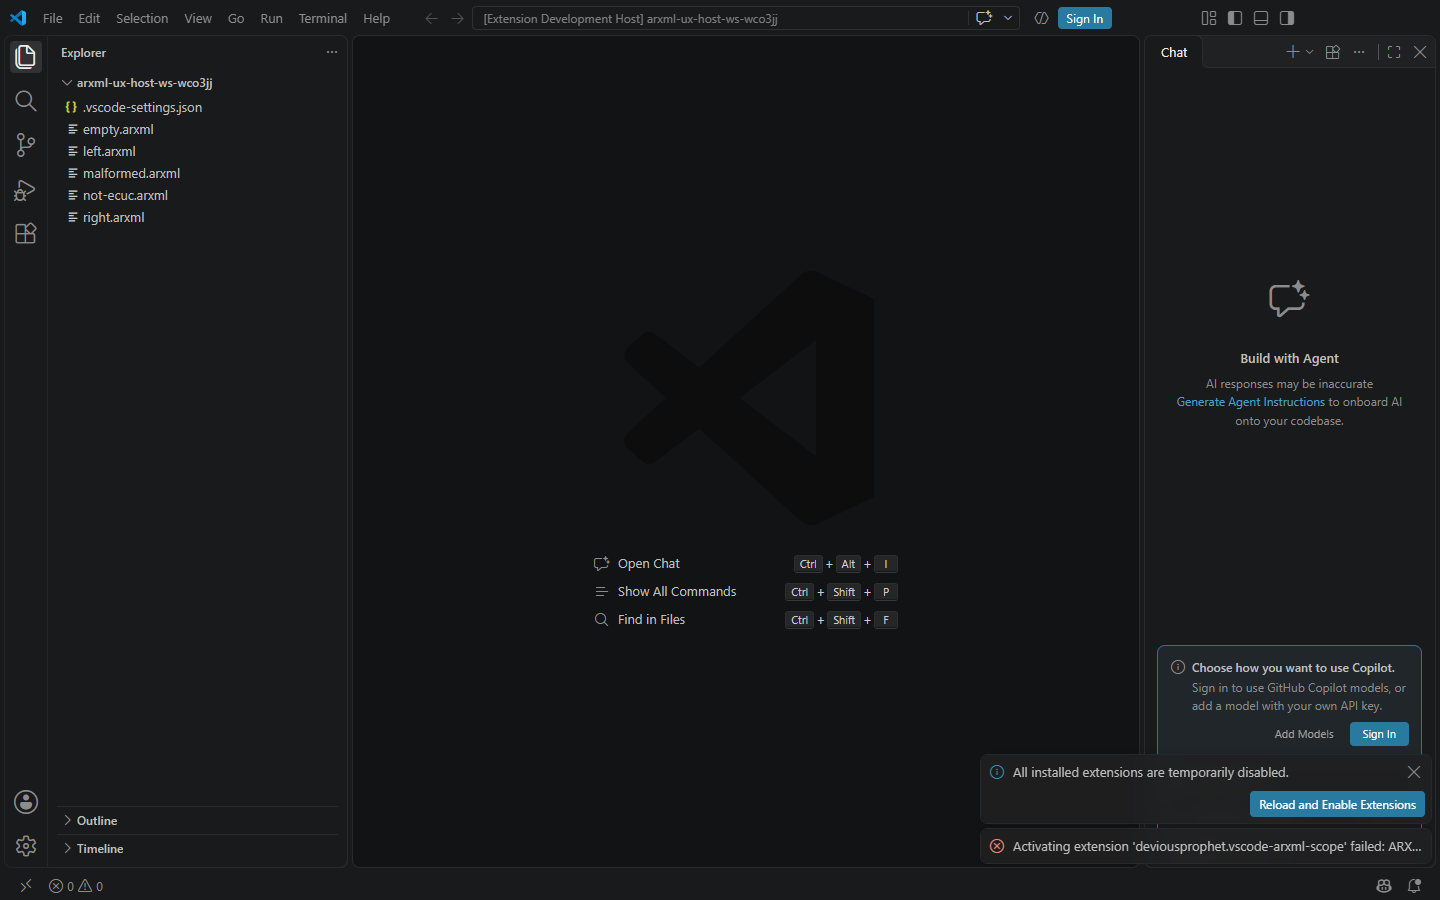 File Edit Selection View Go Run Terminal Help
[Extension Development Host] arxml-ux-host-ws-wco3jj
Sign In
Explorer
arxml-ux-host-ws-wco3jj
{} .vscode-settings.json
empty.arxml
left.arxml
malformed.arxml
not-ecuc.arxml
right.arxml
Outline
Timeline
Open Chat Ctrl + Alt + I
Show All Commands Ctrl + Shift + P
Find in Files Ctrl + Shift + F
Chat
Build with Agent
AI responses may be inaccurate
Generate Agent Instructions to onboard AI
onto your codebase.
Choose how you want to use Copilot.
Sign in to use GitHub Copilot models, or
add a model with your own API key.
Add Models Sign In
All installed extensions are temporarily disabled.
Reload and Enable Extensions
Activating extension 'deviousprophet.vscode-arxml-scope' failed: ARX...
0 0